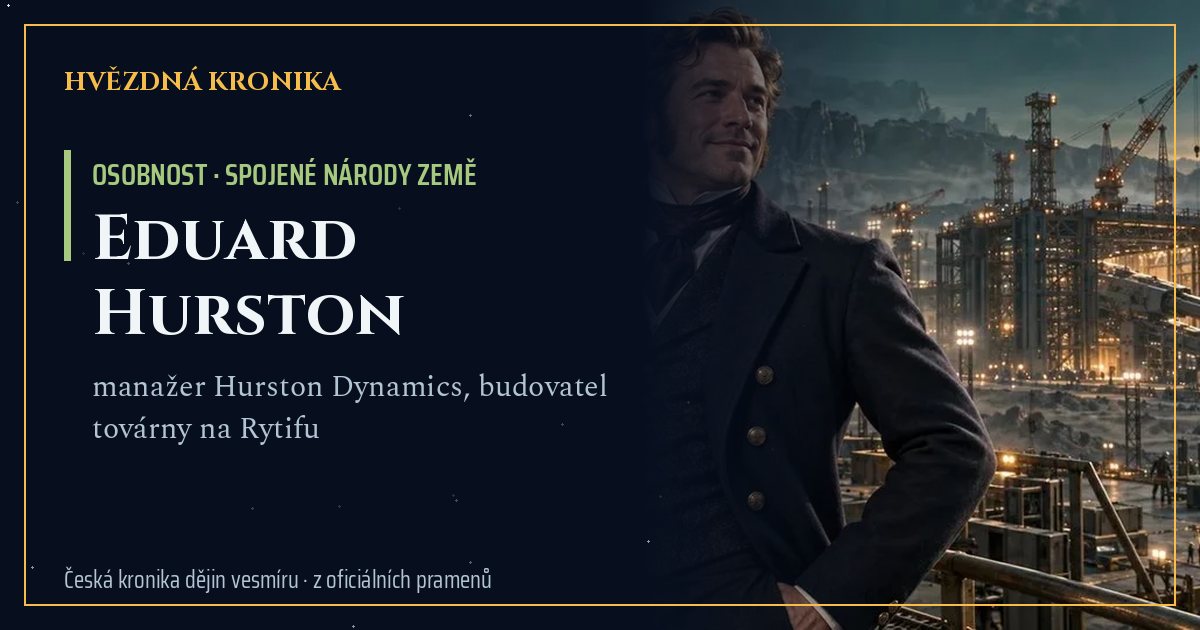 HVĚZDNÁ KRONIKA
OSOBNOST · SPOJENÉ NÁRODY ZEMĚ
EDUARD
HURSTON
manažer Hurston Dynamics, budovatel
továrny na Rytifu
Česká kronika dějin vesmíru · z oficiálních pramenů